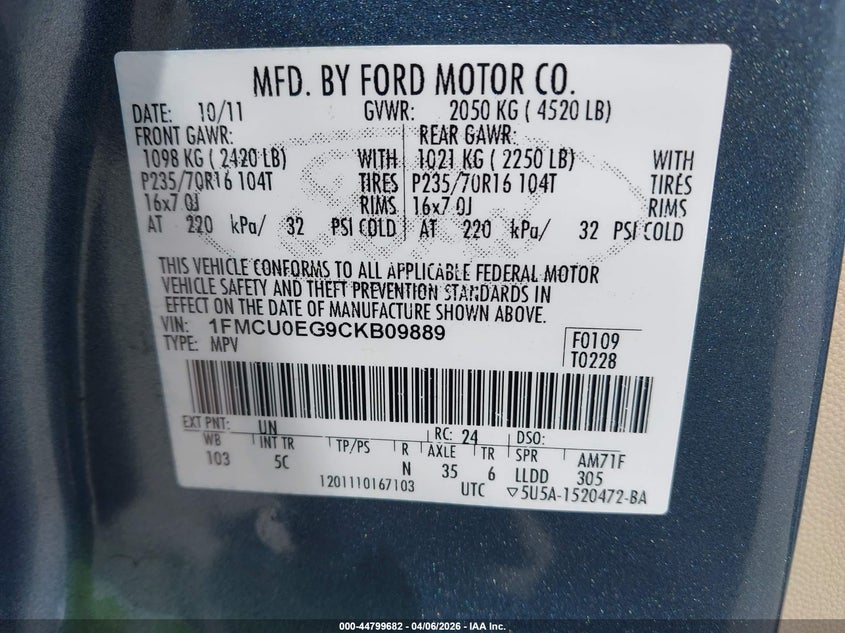 MFD. BY FORD MOTOR CO.
DATE: 10/11 GVWR: 2050 KG ( 4520 LB)
FRONT GAWR: REAR GAWR:
1098 KG ( 2420 LB) WITH 1021 KG ( 2250 LB) WITH
P235/70R16 104T TIRES P235/70R16 104T TIRES
16x7.0J RIMS 16x7.0J RIMS
AT 220 kPa/ 32 PSI COLD AT 220 kPa/ 32 PSI COLD
THIS VEHICLE CONFORMS TO ALL APPLICABLE FEDERAL MOTOR
VEHICLE SAFETY AND THEFT PREVENTION STANDARDS IN
EFFECT ON THE DATE OF MANUFACTURE SHOWN ABOVE.
VIN: 1FMCU0EG9CKB09889
TYPE: MPV
F0109
T0228
EXT PNT: UN RC: 24 DSO:
WB INT TR TP/PS R AXLE TR SPR AM71F
103 5C N 35 6 LLDD 305
1201110167103 UTC ▽5U5A-1520472-BA
000-44799682 - 04/06/2026 - IAA Inc.